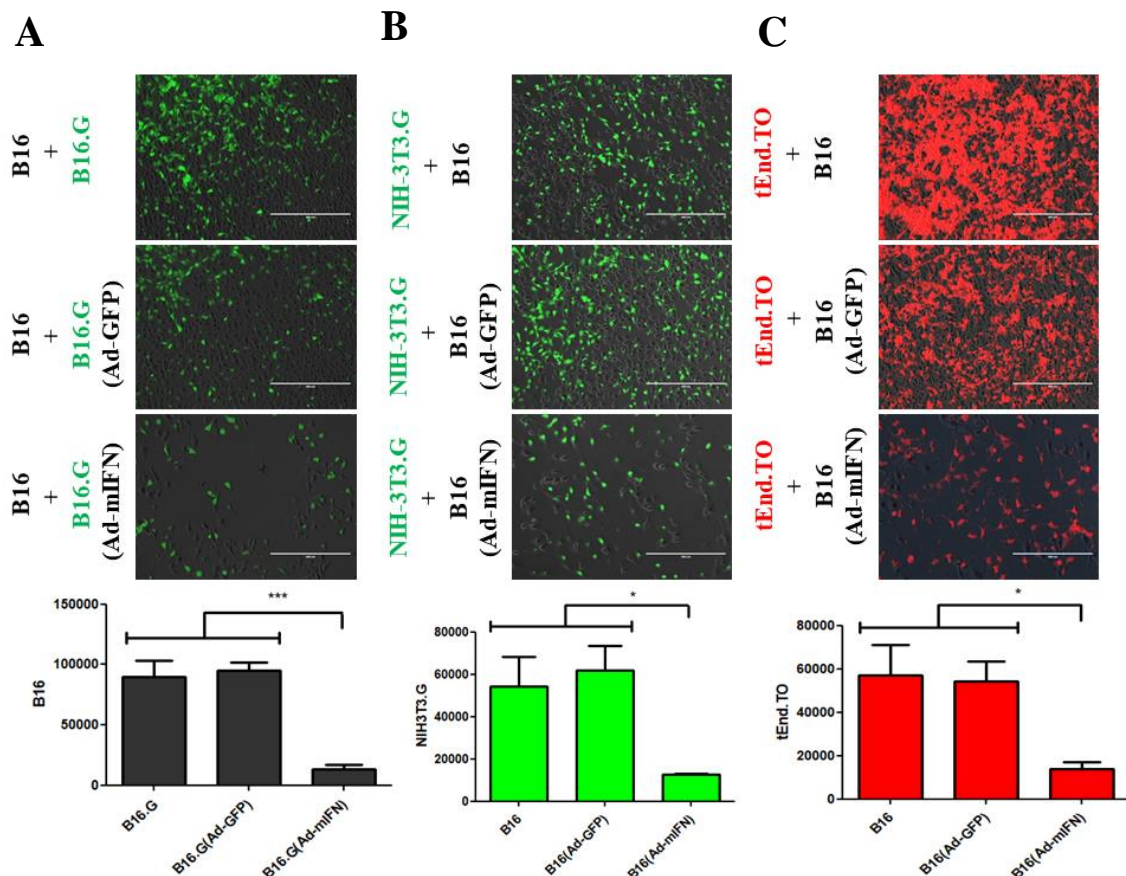 A
B
C
B16 + B16.G
B16 + B16.G
(Ad-GFP)
B16 + B16.G
(Ad-mIFN)
NIH-3T3.G + B16
NIH-3T3.G + B16
(Ad-GFP)
NIH-3T3.G + B16
(Ad-mIFN)
tEnd.TO + B16
tEnd.TO + B16
(Ad-GFP)
tEnd.TO + B16
(Ad-mIFN)
***
150000
100000
50000
0
B16
B16.G
B16.G(Ad-GFP)
B16.G(Ad-mIFN)
*
80000
60000
40000
20000
0
NIH3T3.G
B16
B16(Ad-GFP)
B16(Ad-mIFN)
*
80000
60000
40000
20000
0
tEnd.TO
B16
B16(Ad-GFP)
B16(Ad-mIFN)